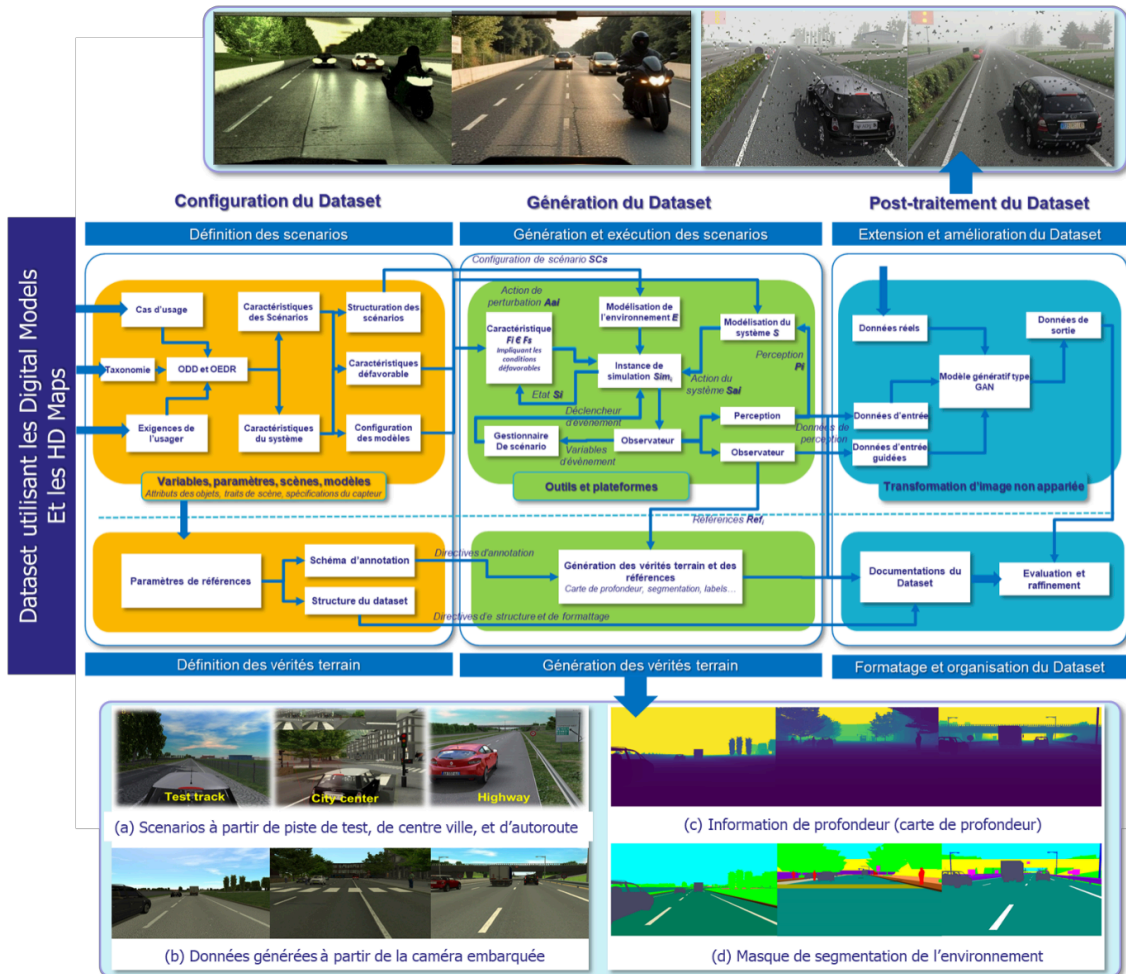 Dataset utilisant les Digital Models
Et les HD Maps
Configuration du Dataset
Génération du Dataset
Post-traitement du Dataset
Définition des scenarios
Génération et exécution des scenarios
Extension et amélioration du Dataset
Cas d'usage
Taxonomie
ODD et OEDR
Exigences de
l'usager
Caractéristiques
des Scénarios
Caractéristiques
du système
Structuration des
scénarios
Caractéristiques
défavorable
Configuration
des modèles
Variables, paramètres, scènes, modèles
Attributs des objets, traits de scène, spécifications du capteur
Configuration de scénario SCs
Action de
perturbation Aai
Caractéristique
Fi € Fs
Impliquant les
conditions
défavorables
Modélisation de
l'environnement E
Modélisation du
système S
Instance de
simulation Simi
Perception
Pi
Action du
système Sai
Etat Si
Déclencheur
d'évènement
Gestionnaire
De scénario
Variables
d'évènement
Observateur
Perception
Observateur
Données de
perception
Outils et plateformes
Données réels
Données de
sortie
Modèle génératif type
GAN
Données d'entrée
Données d'entrée
guidées
Transformation d'image non appariée
Références Refi
Paramètres de références
Schéma d'annotation
Structure du dataset
Directives d'annotation
Génération des vérités terrain et des
références
Carte de profondeur, segmentation, labels…
Directives d'e structure et de formattage
Documentations du
Dataset
Evaluation et
raffinement
Définition des vérités terrain
Génération des vérités terrain
Formatage et organisation du Dataset
Test track
City center
Highway
(a) Scenarios à partir de piste de test, de centre ville, et d'autoroute
(b) Données générées à partir de la caméra embarquée
(c) Information de profondeur (carte de profondeur)
(d) Masque de segmentation de l'environnement